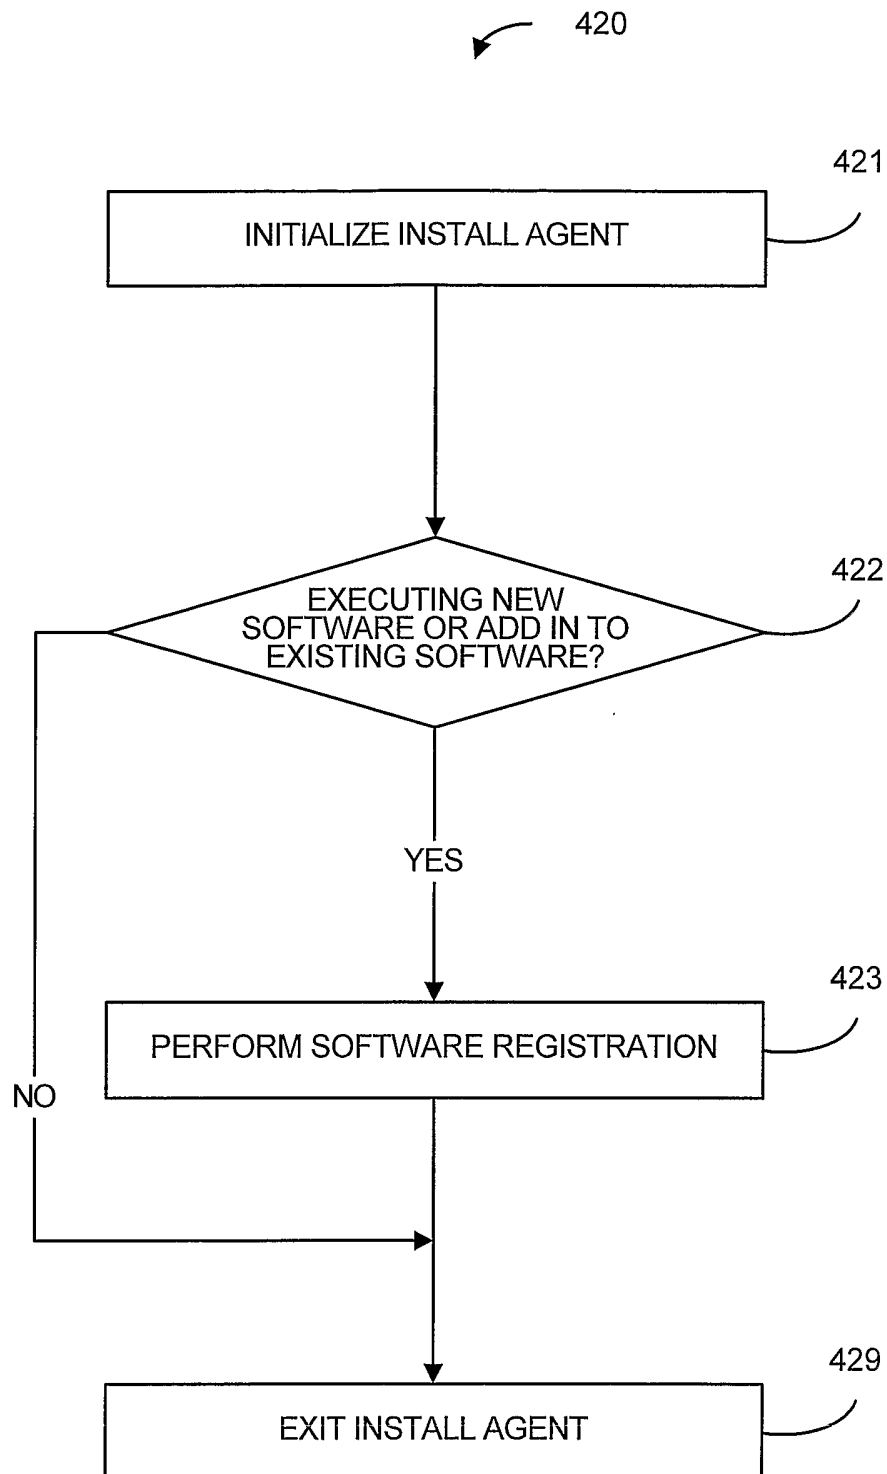 420
421
INITIALIZE INSTALL AGENT
422
EXECUTING NEW
SOFTWARE OR ADD IN TO
EXISTING SOFTWARE?
YES
423
PERFORM SOFTWARE REGISTRATION
NO
429
EXIT INSTALL AGENT